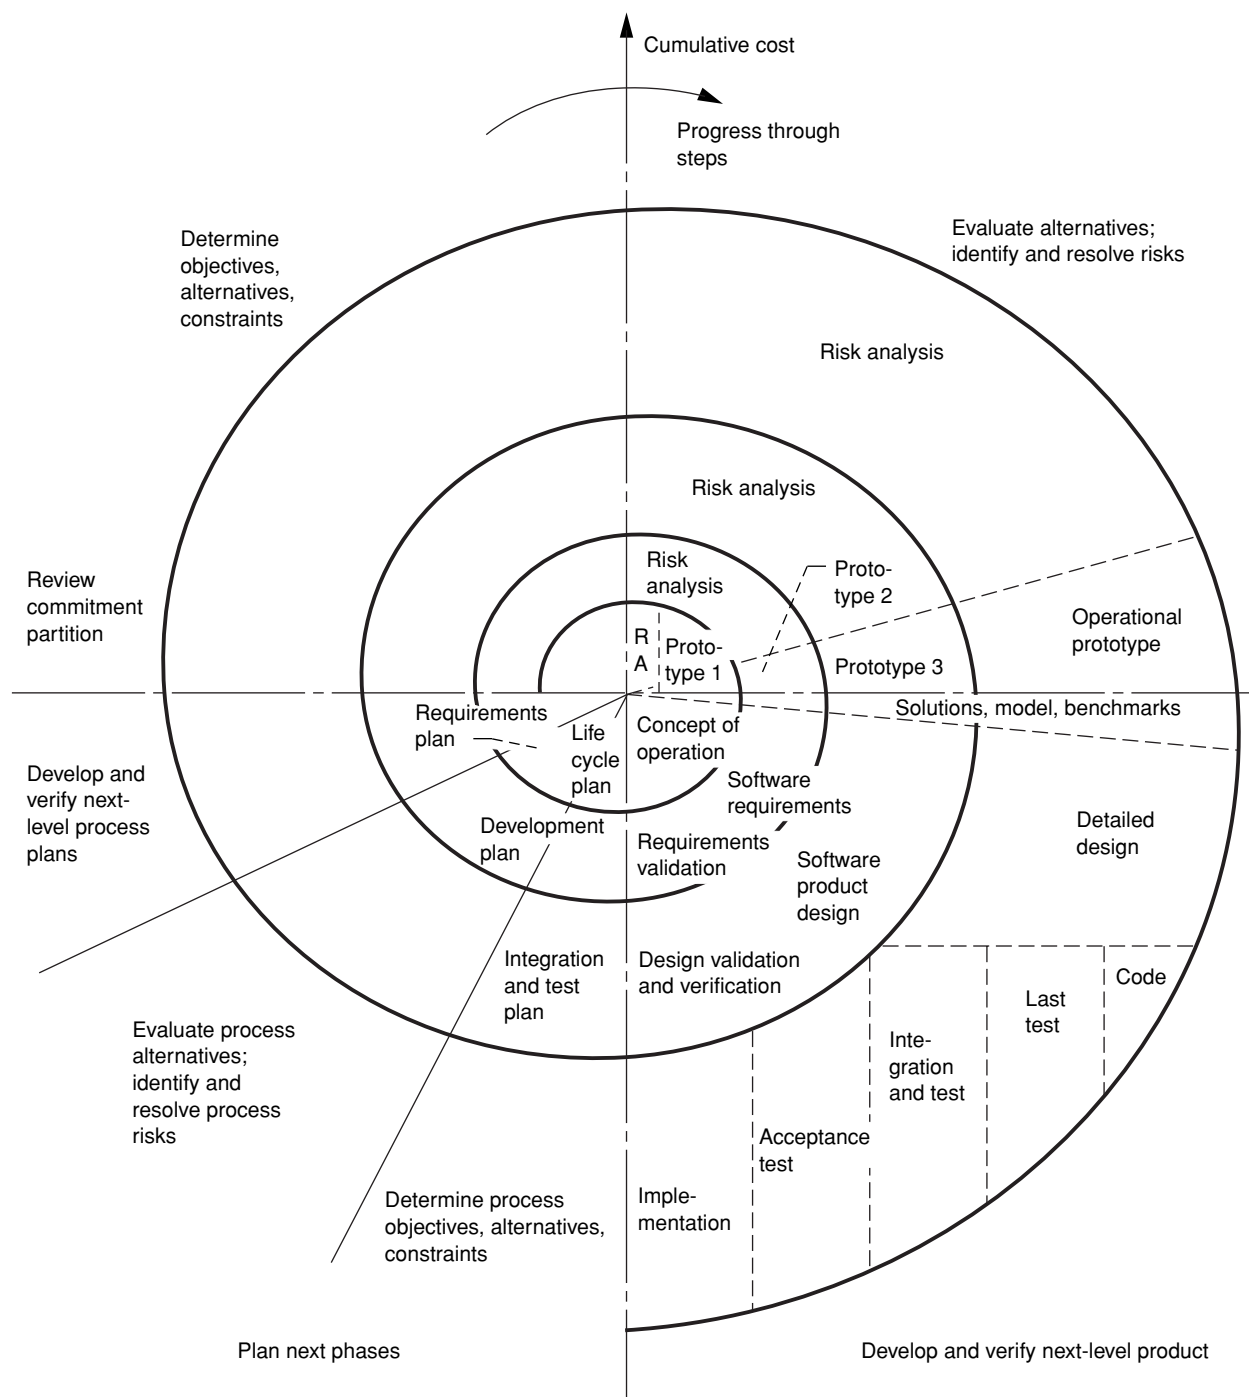 Cumulative cost
Progress through
steps
Determine
objectives,
alternatives,
constraints
Evaluate alternatives;
identify and resolve risks
Risk analysis
Risk analysis
Risk
analysis
Proto-
type 2
Review
commitment
partition
R
A
Proto-
type 1
Prototype 3
Operational
prototype
Solutions, model, benchmarks
Requirements
plan
Life
cycle
plan
Concept of
operation
Develop and
verify next-
level process
plans
Software
requirements
Development
plan
Requirements
validation
Detailed
design
Software
product
design
Integration
and test
plan
Design validation
and verification
Code
Last
test
Inte-
gration
and test
Evaluate process
alternatives;
identify and
resolve process
risks
Acceptance
test
Determine process
objectives, alternatives,
constraints
Imple-
mentation
Plan next phases
Develop and verify next-level product